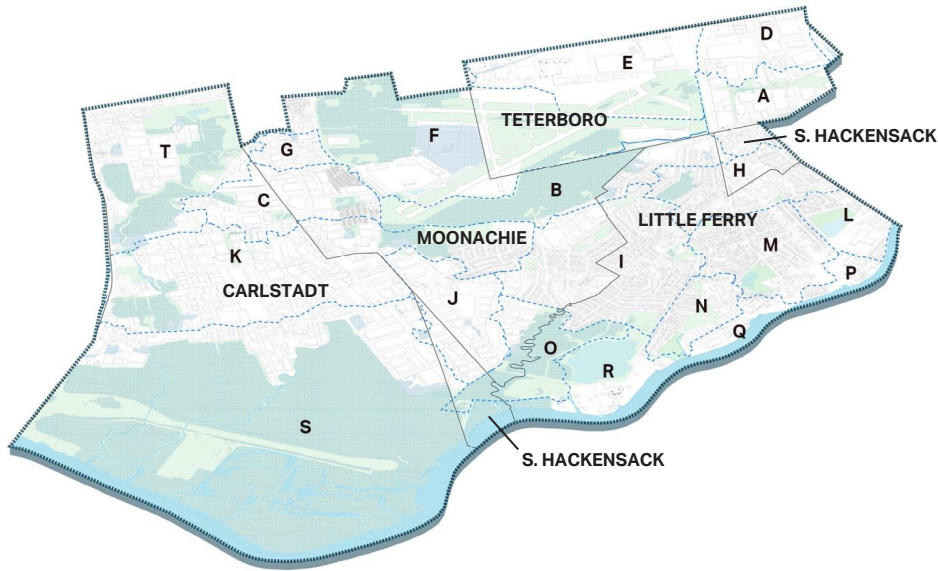 D
E
A
TETERBORO
F
S. HACKENSACK
T
G
H
B
C
LITTLE FERRY
L
MOONACHIE
M
K
I
P
CARLSTADT
J
N
Q
O
R
S
S. HACKENSACK